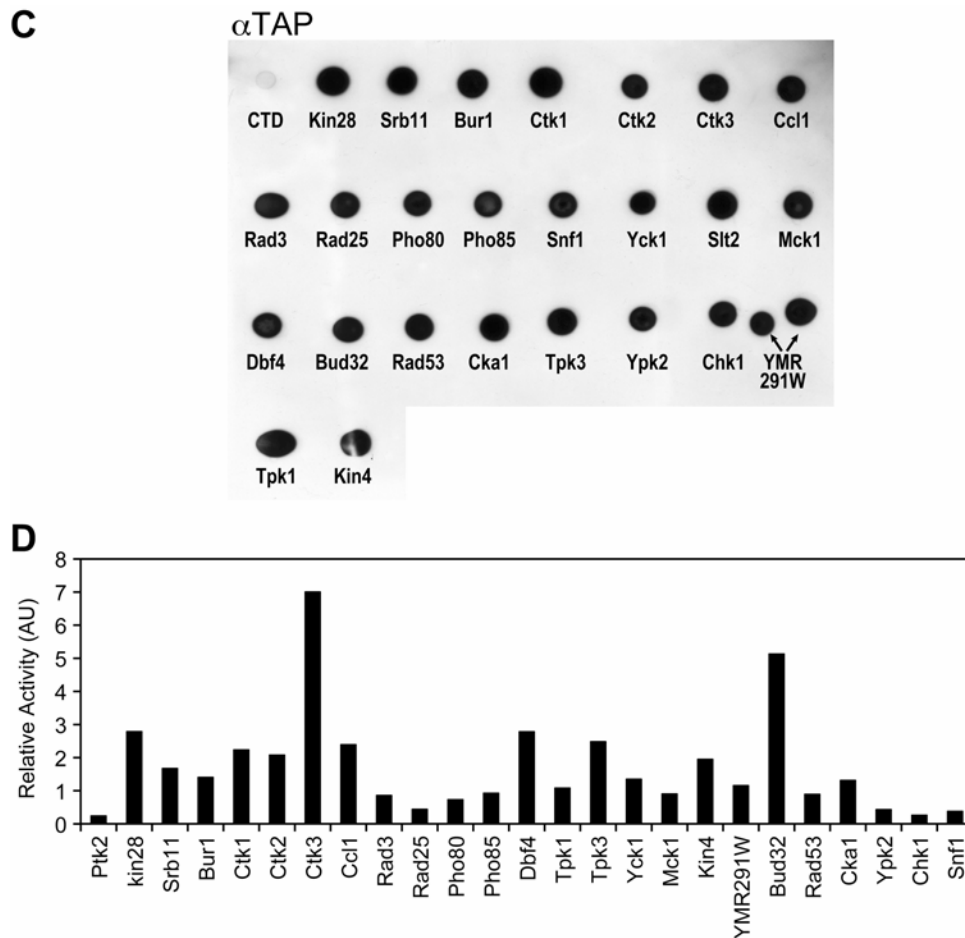 C
αTAP
CTD Kin28 Srb11 Bur1 Ctk1 Ctk2 Ctk3 Ccl1
Rad3 Rad25 Pho80 Pho85 Snf1 Yck1 Slt2 Mck1
Dbf4 Bud32 Rad53 Cka1 Tpk3 Ypk2 Chk1 YMR
291W
Tpk1 Kin4
D
Relative Activity (AU)
8
7
6
5
4
3
2
1
0
Ptk2 kin28 Srb11 Bur1 Ctk1 Ctk2 Ctk3 Ccl1 Rad3 Rad25 Pho80 Pho85 Dbf4 Tpk1 Tpk3 Yck1 Mck1 Kin4 YMR291W Bud32 Rad53 Cka1 Ypk2 Chk1 Snf1